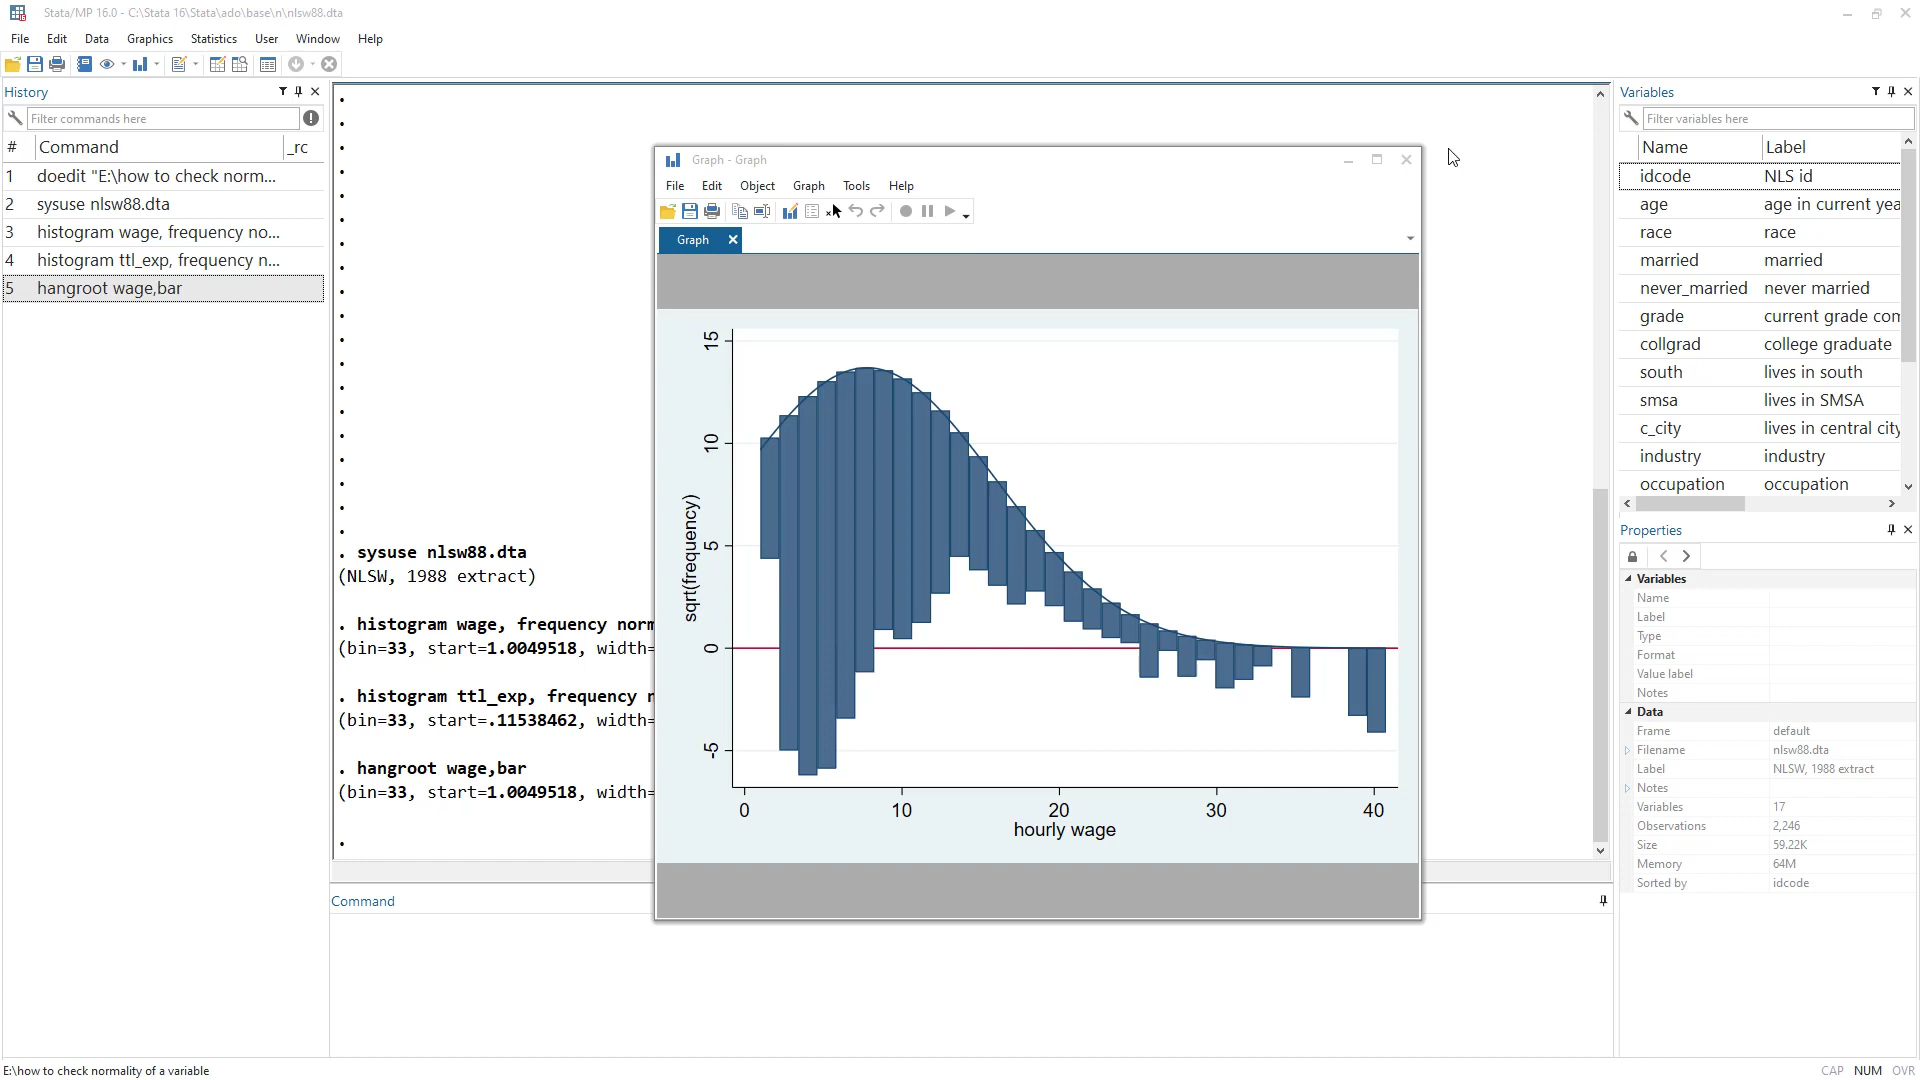 Stata/MP 16.0 - C:\Stata 16\Stata\ado\base\n\nlsw88.dta
File Edit Data Graphics Statistics User Window Help
History
Filter commands here
# Command _rc
1 doedit "E:\how to check norm...
2 sysuse nlsw88.dta
3 histogram wage, frequency no...
4 histogram ttl_exp, frequency n...
5 hangroot wage,bar
. sysuse nlsw88.dta
(NLSW, 1988 extract)
. histogram wage, frequency norm
(bin=33, start=1.0049518, width=
. histogram ttl_exp, frequency n
(bin=33, start=.11538462, width=
. hangroot wage,bar
(bin=33, start=1.0049518, width=
.
Command
Graph - Graph
File Edit Object Graph Tools Help
Graph
sqrt(frequency)
15
10
5
0
-5
0 10 20 30 40
hourly wage
Variables
Filter variables here
Name Label
idcode NLS id
age age in current yea
race race
married married
never_married never married
grade current grade com
collgrad college graduate
south lives in south
smsa lives in SMSA
c_city lives in central city
industry industry
occupation occupation
Properties
Variables
Name
Label
Type
Format
Value label
Notes
Data
Frame default
Filename nlsw88.dta
Label NLSW, 1988 extract
Notes
Variables 17
Observations 2,246
Size 59.22K
Memory 64M
Sorted by idcode
E:\how to check normality of a variable
CAP NUM OVR